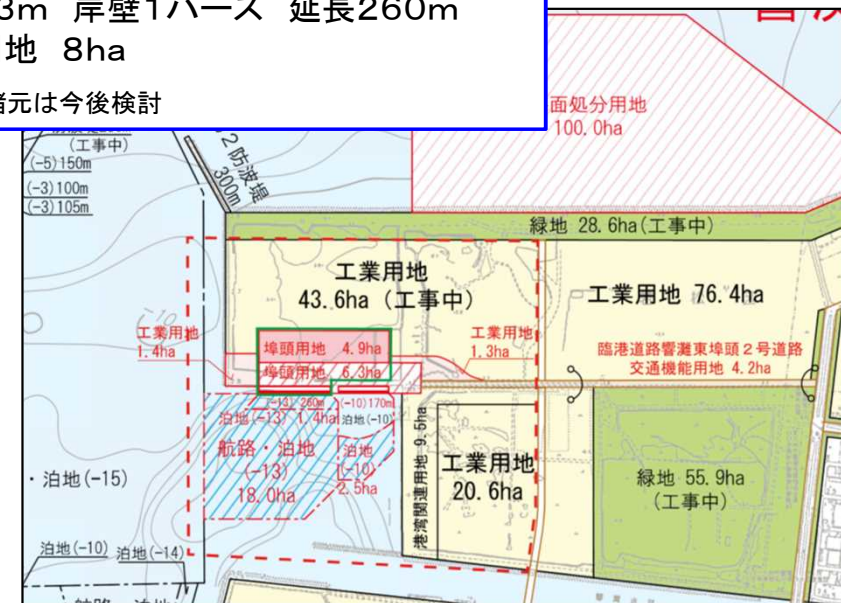 3m 岸壁1バース 延長260m
地 8ha
諸元は今後検討
(工事中)
(-5)150m
(-3)100m
(-3)105m
2防波堤
300m
面処分用地
100.0ha
緑地 28.6ha(工事中)
工業用地
43.6ha (工事中)
工業用地 76.4ha
工業用地
1.4ha
埠頭用地 4.9ha
埠頭用地 6.3ha
工業用地
1.3ha
臨港道路響灘東埠頭2号道路
交通機能用地 4.2ha
(-13) 260m
(-10)170m
泊地(-13) 1.4ha
泊地(-10)
航路・泊地
(-13)
18.0ha
泊地
(-10)
2.5ha
港湾関連用地 9.5ha
工業用地
20.6ha
緑地 55.9ha
(工事中)
・泊地(-15)
泊地(-10)
泊地(-14)